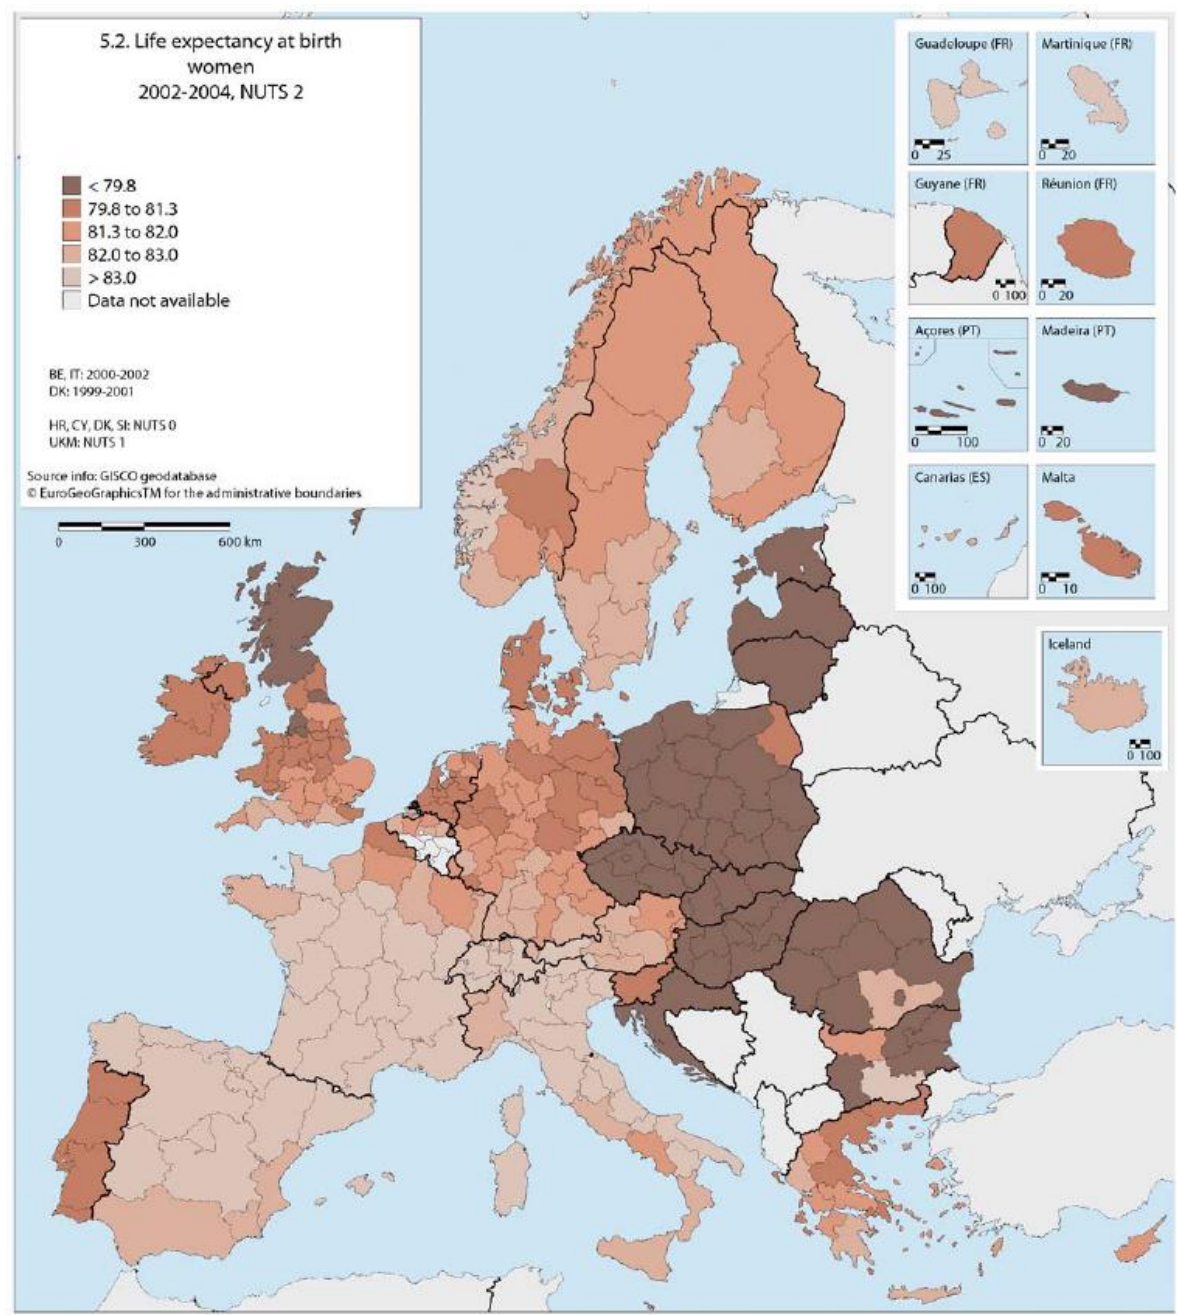 5.2. Life expectancy at birth
women
2002-2004, NUTS 2
< 79.8
79.8 to 81.3
81.3 to 82.0
82.0 to 83.0
> 83.0
Data not available
BE, IT: 2000-2002
DK: 1999-2001
HR, CY, DK, SI: NUTS 0
UKM: NUTS 1
Source info: GISCO geodatabase
© EuroGeoGraphicsTM for the administrative boundaries
0 300 600 km
Guadeloupe (FR)
0 25
Martinique (FR)
0 20
Guyane (FR)
0 100
Réunion (FR)
0 20
Açores (PT)
0 100
Madeira (PT)
0 20
Canarias (ES)
0 100
Malta
0 10
Iceland
0 100